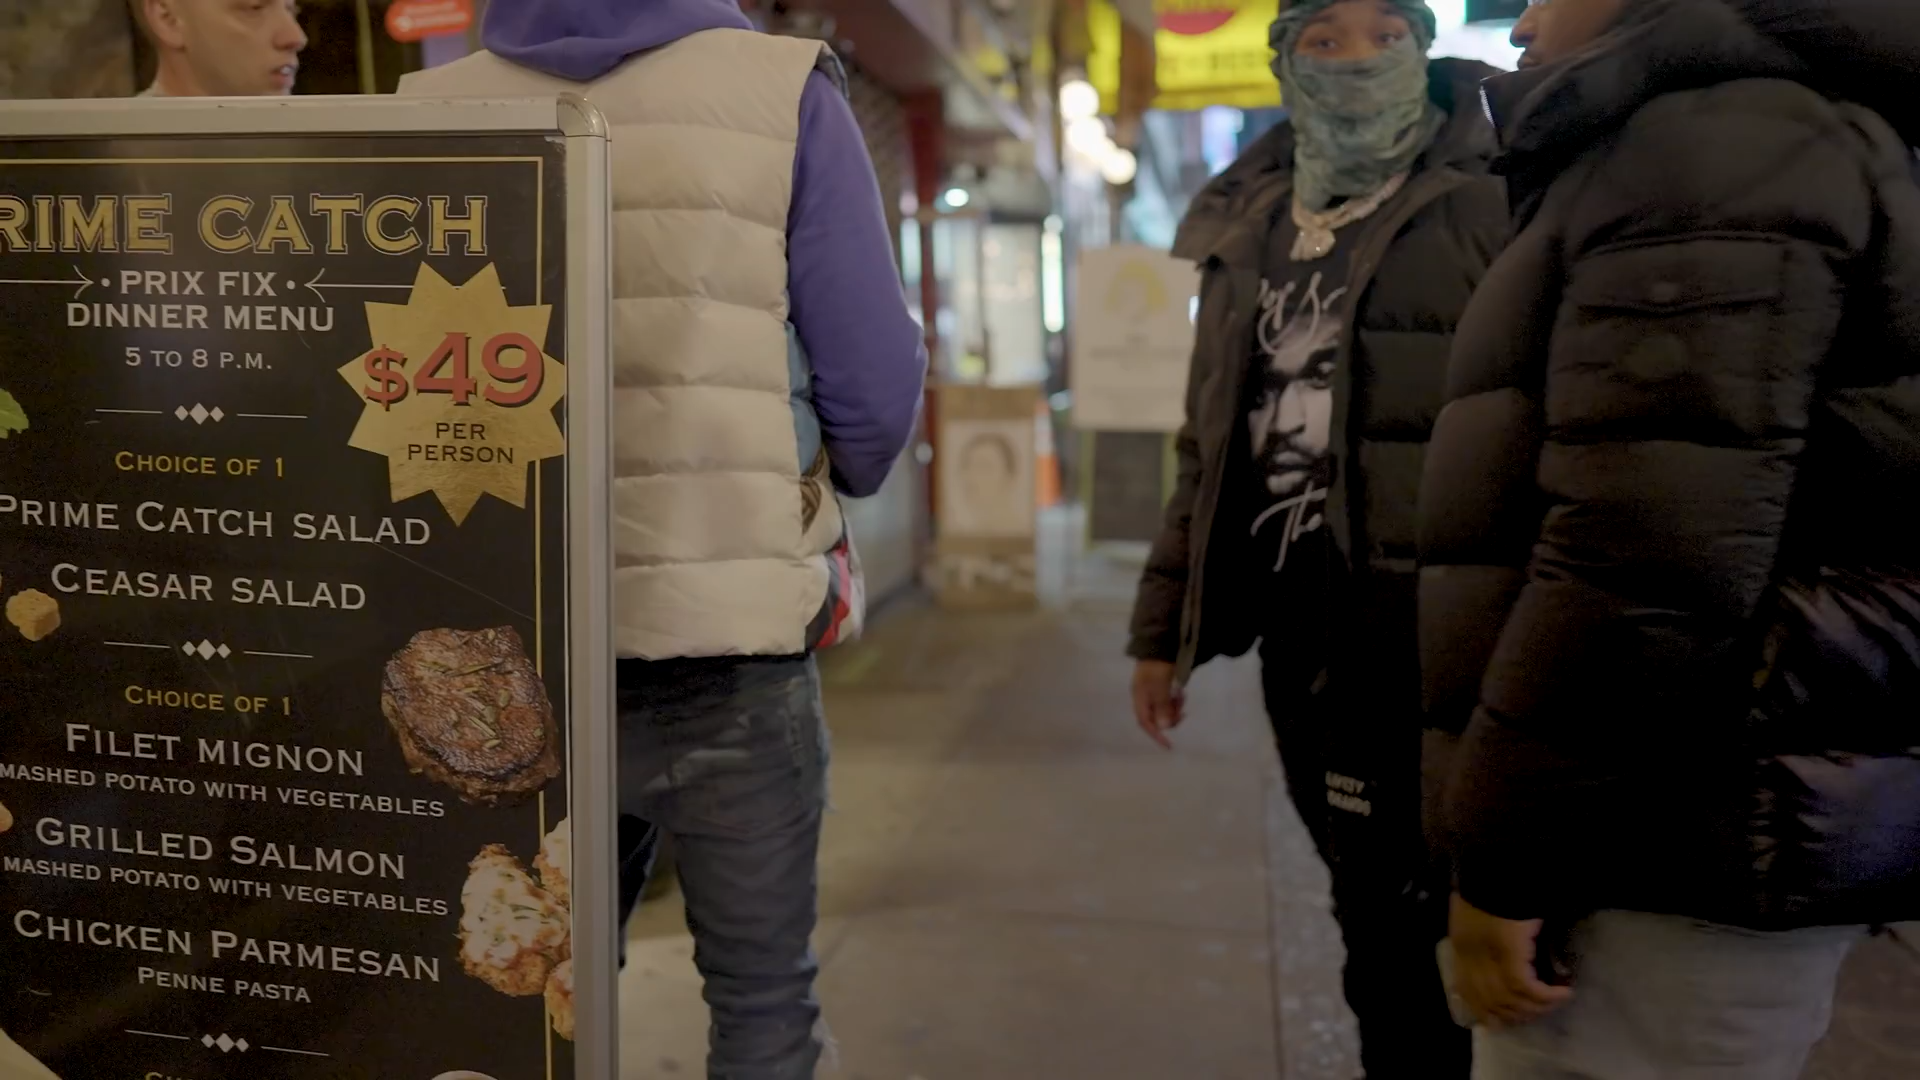 RIME CATCH
PRIX FIX
DINNER MENU
5 TO 8 P.M.
$49
PER
PERSON
CHOICE OF 1
PRIME CATCH SALAD
CEASAR SALAD
CHOICE OF 1
FILET MIGNON
MASHED POTATO WITH VEGETABLES
GRILLED SALMON
MASHED POTATO WITH VEGETABLES
CHICKEN PARMESAN
PENNE PASTA
The